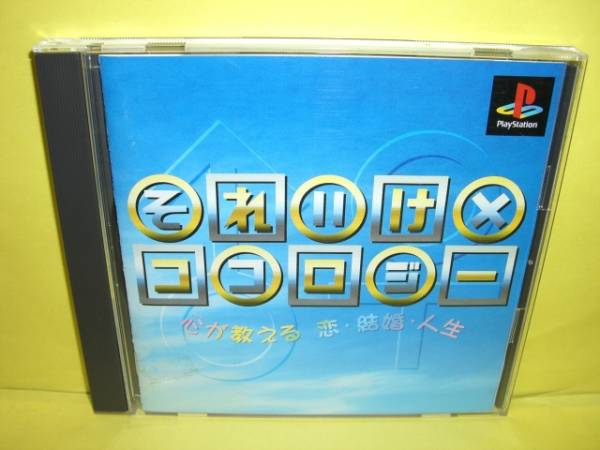 PlayStation
それいけ×
ココロジー
心が教える 恋・結婚・人生